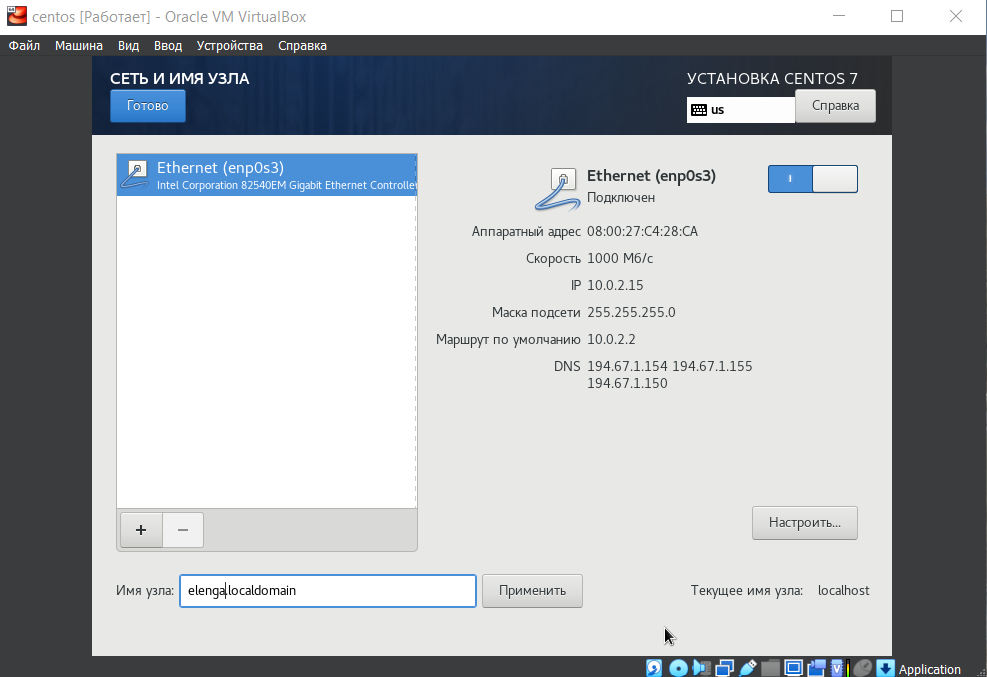 centos [Работает] - Oracle VM VirtualBox
Файл Машина Вид Ввод Устройства Справка
СЕТЬ И ИМЯ УЗЛА
УСТАНОВКА CENTOS 7
Готово
us
Справка
Ethernet (enp0s3)
Intel Corporation 82540EM Gigabit Ethernet Controller
Ethernet (enp0s3)
Подключен
Аппаратный адрес 08:00:27:C4:28:CA
Скорость 1000 Мб/с
IP 10.0.2.15
Маска подсети 255.255.255.0
Маршрут по умолчанию 10.0.2.2
DNS 194.67.1.154 194.67.1.155
194.67.1.150
+ −
Настроить...
Имя узла: elenga.localdomain Применить Текущее имя узла: localhost
Application